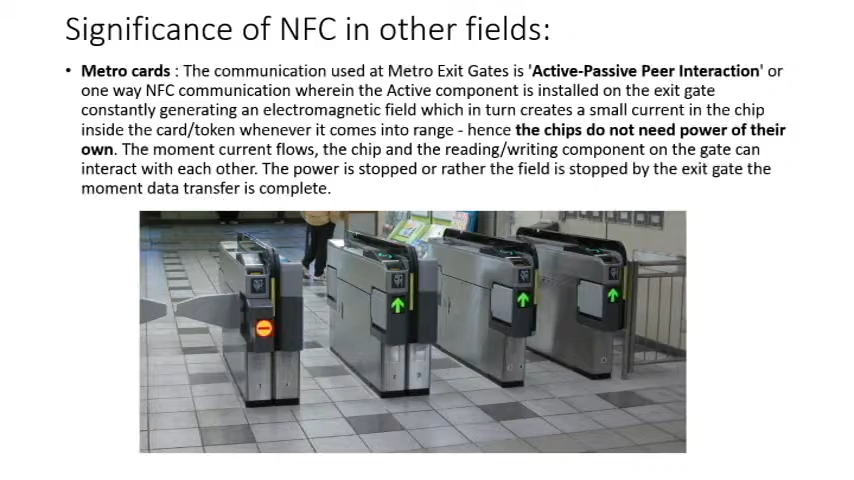 Significance of NFC in other fields:
• Metro cards : The communication used at Metro Exit Gates is 'Active-Passive Peer Interaction' or
one way NFC communication wherein the Active component is installed on the exit gate
constantly generating an electromagnetic field which in turn creates a small current in the chip
inside the card/token whenever it comes into range - hence the chips do not need power of their
own. The moment current flows, the chip and the reading/writing component on the gate can
interact with each other. The power is stopped or rather the field is stopped by the exit gate the
moment data transfer is complete.